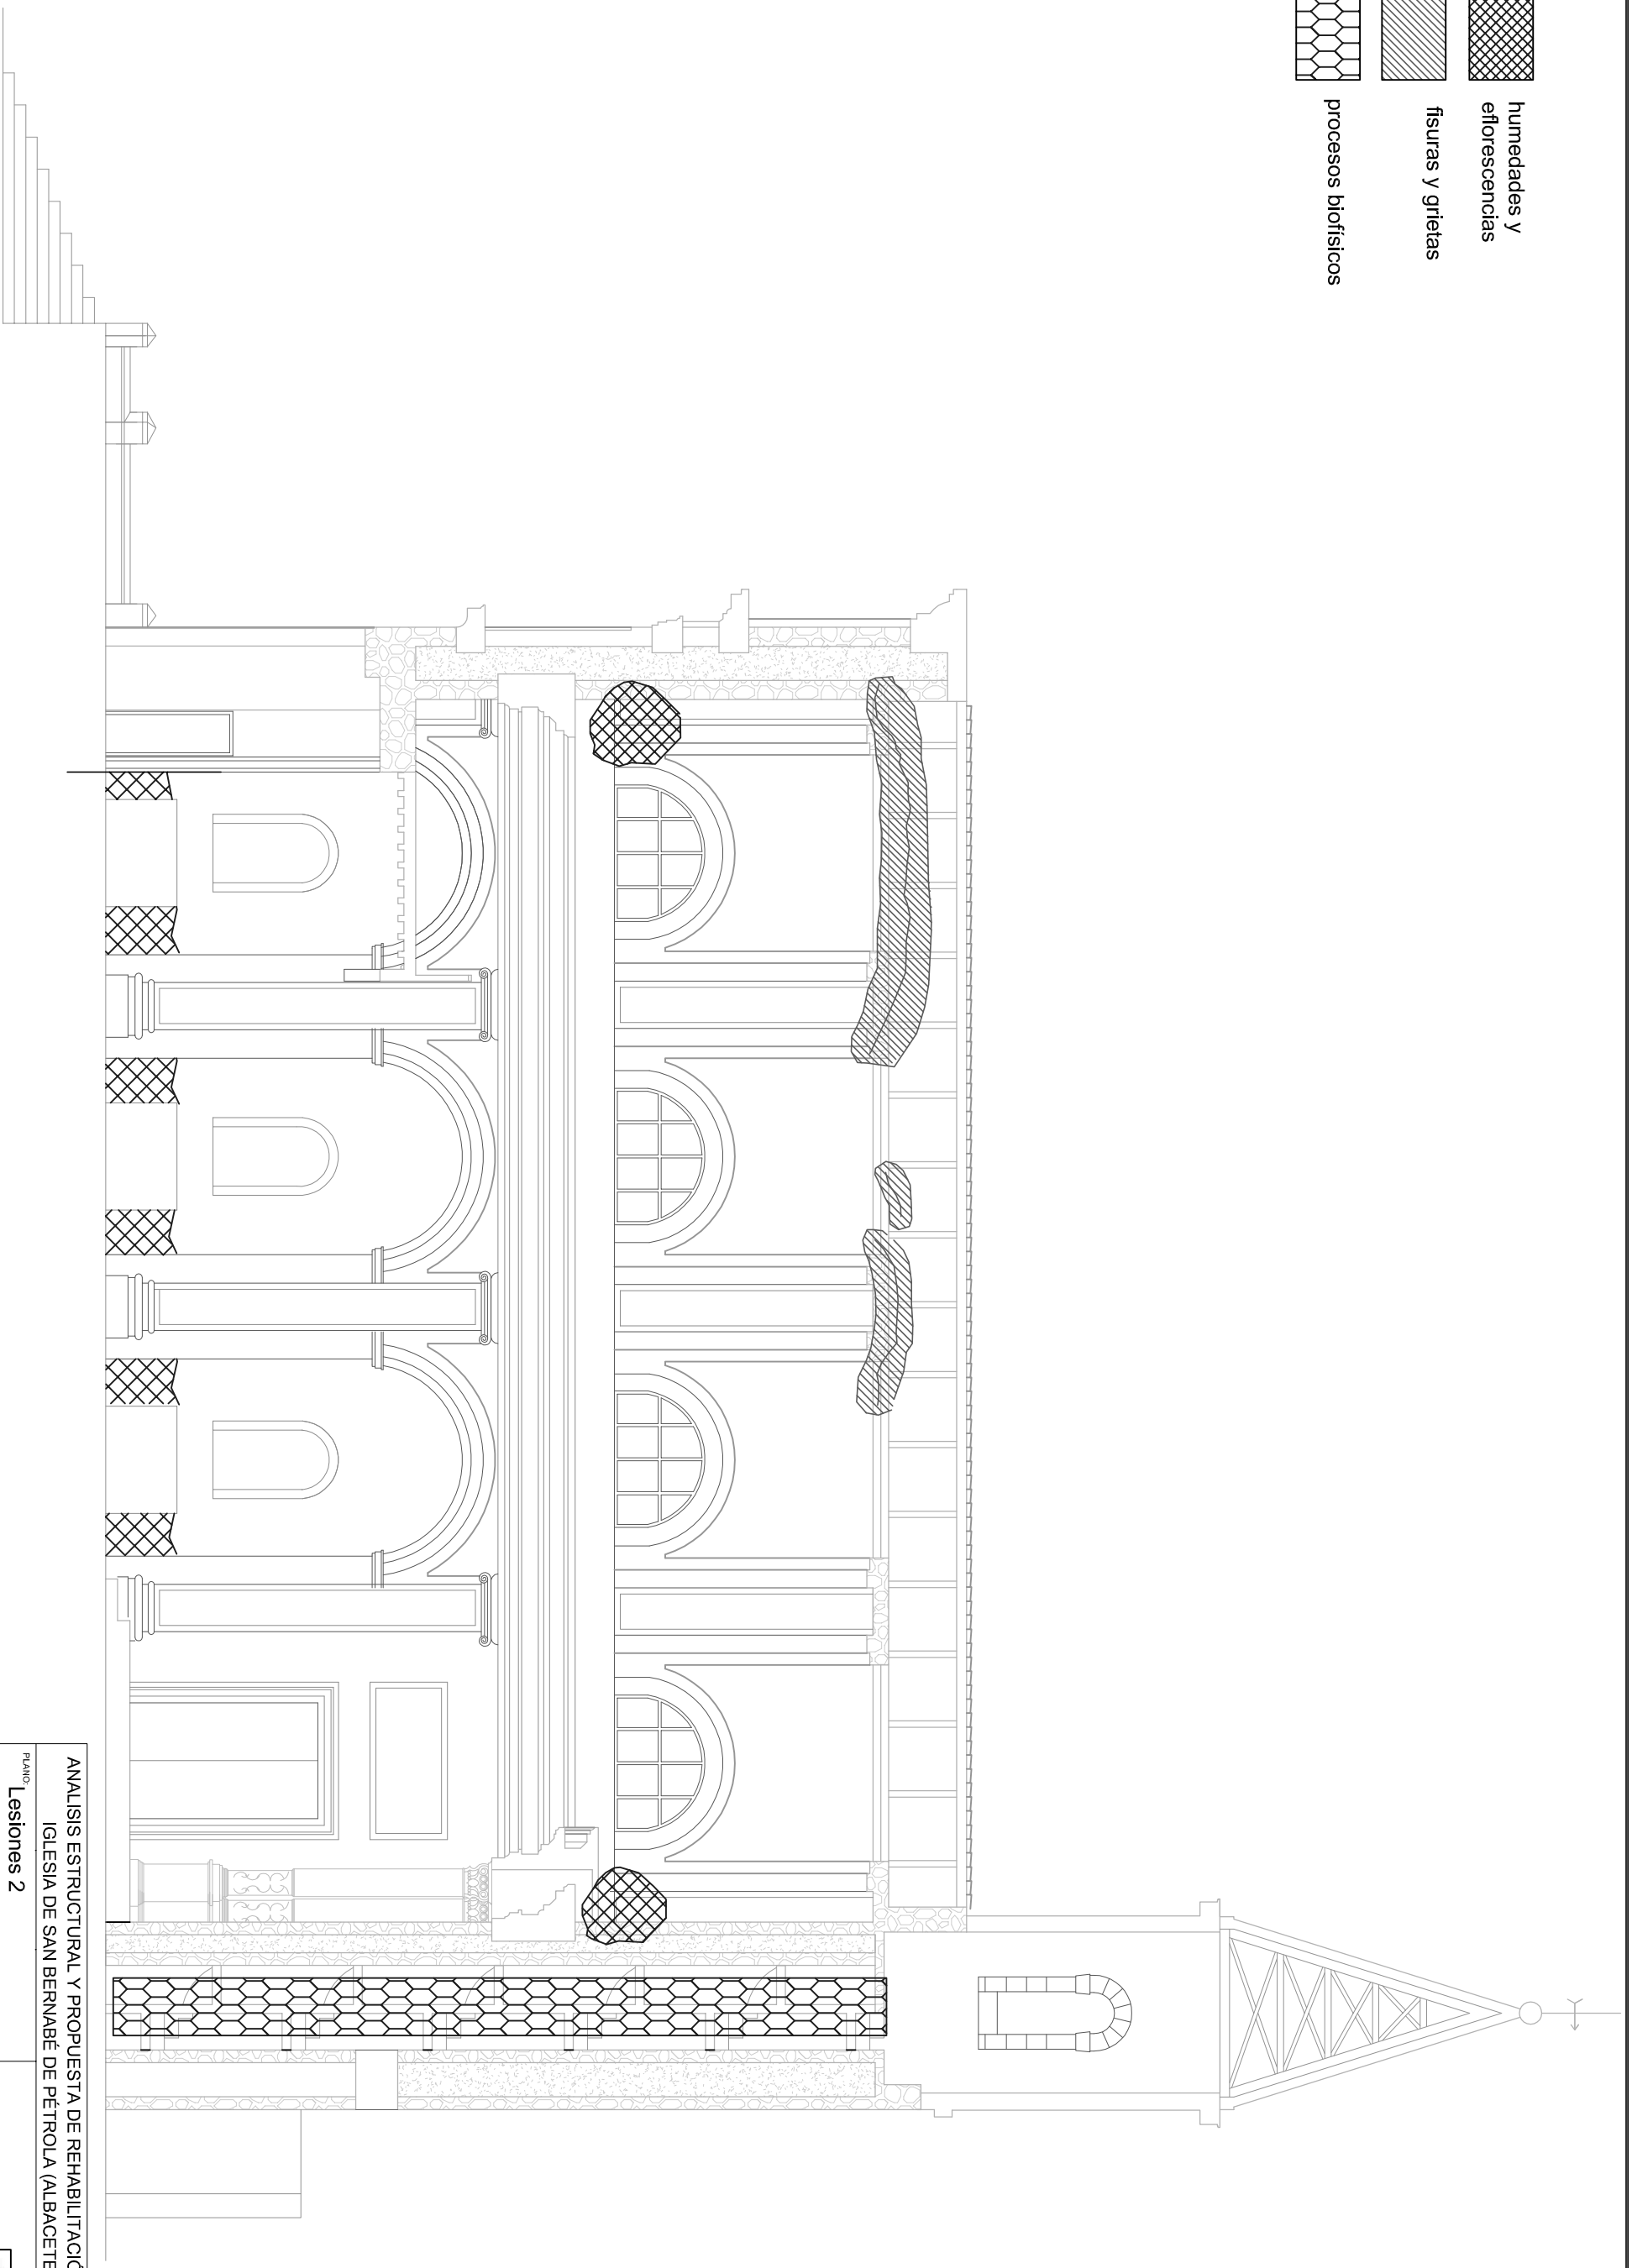 humedades y
eflorescencias
fisuras y grietas
procesos biofísicos
ANALISIS ESTRUCTURAL Y PROPUESTA DE REHABILITACIÓ
IGLESIA DE SAN BERNABÉ DE PÉTROLA (ALBACETE
PLANO:
Lesiones 2